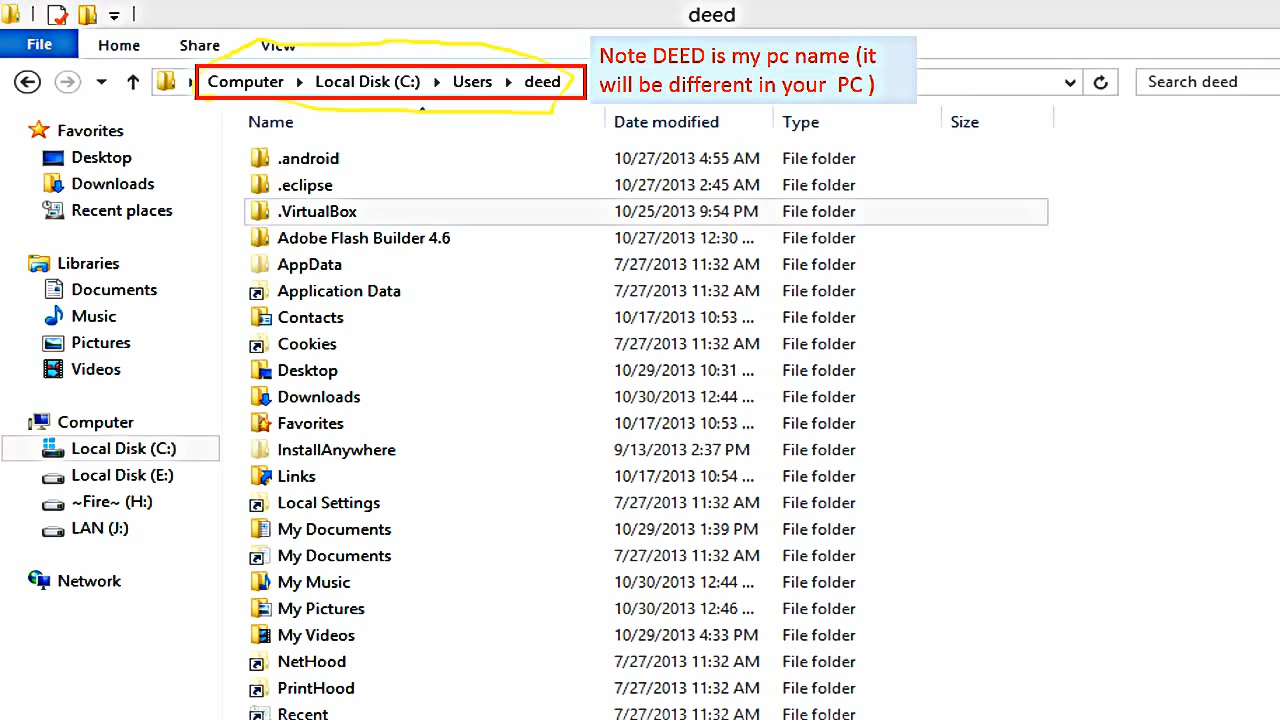 deed
File Home Share View
Computer Local Disk (C:) Users deed
Note DEED is my pc name (it
will be different in your PC )
Search deed
Favorites
Desktop
Downloads
Recent places
Libraries
Documents
Music
Pictures
Videos
Computer
Local Disk (C:)
Local Disk (E:)
~Fire~ (H:)
LAN (J:)
Network
Name Date modified Type Size
.android 10/27/2013 4:55 AM File folder
.eclipse 10/27/2013 2:45 AM File folder
.VirtualBox 10/25/2013 9:54 PM File folder
Adobe Flash Builder 4.6 10/27/2013 12:30 ... File folder
AppData 7/27/2013 11:32 AM File folder
Application Data 7/27/2013 11:32 AM File folder
Contacts 10/17/2013 10:53 ... File folder
Cookies 7/27/2013 11:32 AM File folder
Desktop 10/29/2013 10:31 ... File folder
Downloads 10/30/2013 12:44 ... File folder
Favorites 10/17/2013 10:53 ... File folder
InstallAnywhere 9/13/2013 2:37 PM File folder
Links 10/17/2013 10:54 ... File folder
Local Settings 7/27/2013 11:32 AM File folder
My Documents 10/29/2013 1:39 PM File folder
My Documents 7/27/2013 11:32 AM File folder
My Music 10/30/2013 12:44 ... File folder
My Pictures 10/30/2013 12:46 ... File folder
My Videos 10/29/2013 4:33 PM File folder
NetHood 7/27/2013 11:32 AM File folder
PrintHood 7/27/2013 11:32 AM File folder
Recent 7/27/2013 11:32 AM File folder